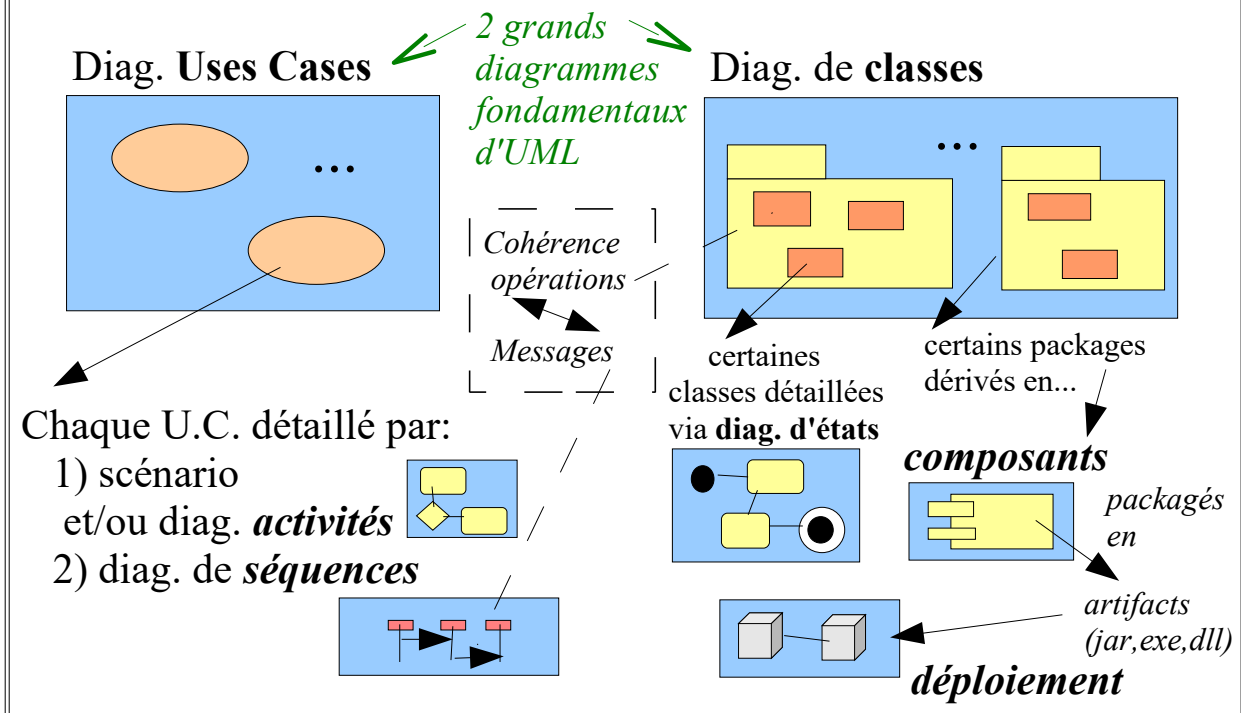 2 grands
diagrammes
fondamentaux
d'UML
Diag. Uses Cases
Diag. de classes
...
...
Cohérence
opérations
Messages
certaines
classes détaillées
via diag. d'états
certains packages
dérivés en...
Chaque U.C. détaillé par:
1) scénario
et/ou diag. activités
2) diag. de séquences
composants
packagés
en
artifacts
(jar,exe,dll)
déploiement